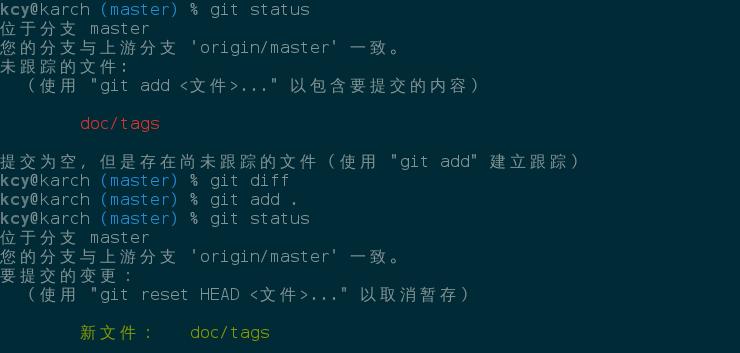 kcy@karch (master) % git status
位于分支 master
您的分支与上游分支 'origin/master' 一致。
未跟踪的文件:
（使用 "git add <文件>..." 以包含要提交的内容）
doc/tags
提交为空，但是存在尚未跟踪的文件（使用 "git add" 建立跟踪）
kcy@karch (master) % git diff
kcy@karch (master) % git add .
kcy@karch (master) % git status
位于分支 master
您的分支与上游分支 'origin/master' 一致。
要提交的变更：
（使用 "git reset HEAD <文件>..." 以取消暂存）
新文件： doc/tags